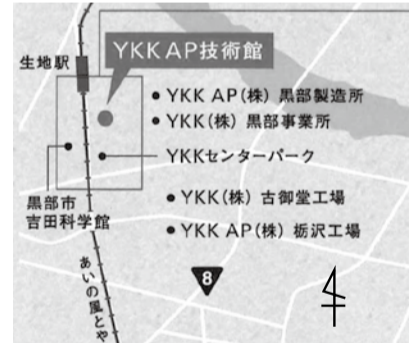 YKK AP技術館
生地駅
YKK AP(株) 黒部製造所
YKK(株) 黒部事業所
YKKセンターパーク
黒部市
吉田科学館
YKK(株) 古御堂工場
YKK AP(株) 栃沢工場
あいの風とや
8